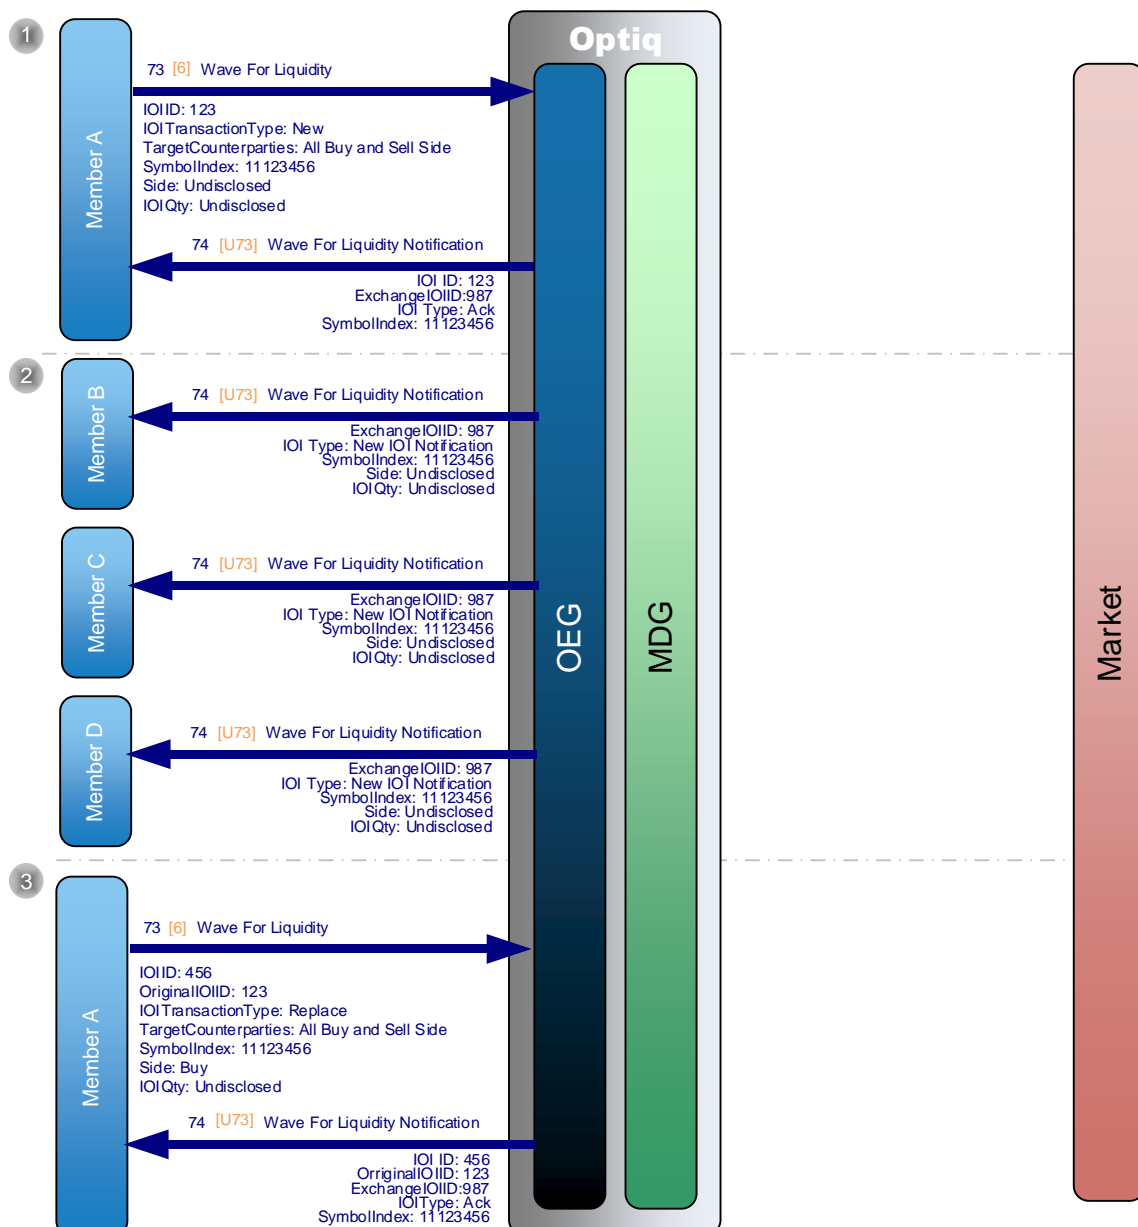 1
Optiq
Member A
73 [6] Wave For Liquidity
IOIID: 123
IOITransactionType: New
TargetCounterparties: All Buy and Sell Side
SymbolIndex: 11123456
Side: Undisclosed
IOIQty: Undisclosed
74 [U73] Wave For Liquidity Notification
IOI ID: 123
ExchangeIOIID:987
IOI Type: Ack
SymbolIndex: 11123456
2
Member B
74 [U73] Wave For Liquidity Notification
ExchangeIOIID: 987
IOI Type: New IOI Notification
SymbolIndex: 11123456
Side: Undisclosed
IOIQty: Undisclosed
Member C
74 [U73] Wave For Liquidity Notification
ExchangeIOIID: 987
IOI Type: New IOI Notification
SymbolIndex: 11123456
Side: Undisclosed
IOIQty: Undisclosed
OEG
MDG
Market
Member D
74 [U73] Wave For Liquidity Notification
ExchangeIOIID: 987
IOI Type: New IOI Notification
SymbolIndex: 11123456
Side: Undisclosed
IOIQty: Undisclosed
3
Member A
73 [6] Wave For Liquidity
IOIID: 456
OriginalIOIID: 123
IOITransactionType: Replace
TargetCounterparties: All Buy and Sell Side
SymbolIndex: 11123456
Side: Buy
IOIQty: Undisclosed
74 [U73] Wave For Liquidity Notification
IOI ID: 456
OrriginalIOIID: 123
ExchangeIOIID:987
IOIType: Ack
SymbolIndex: 11123456